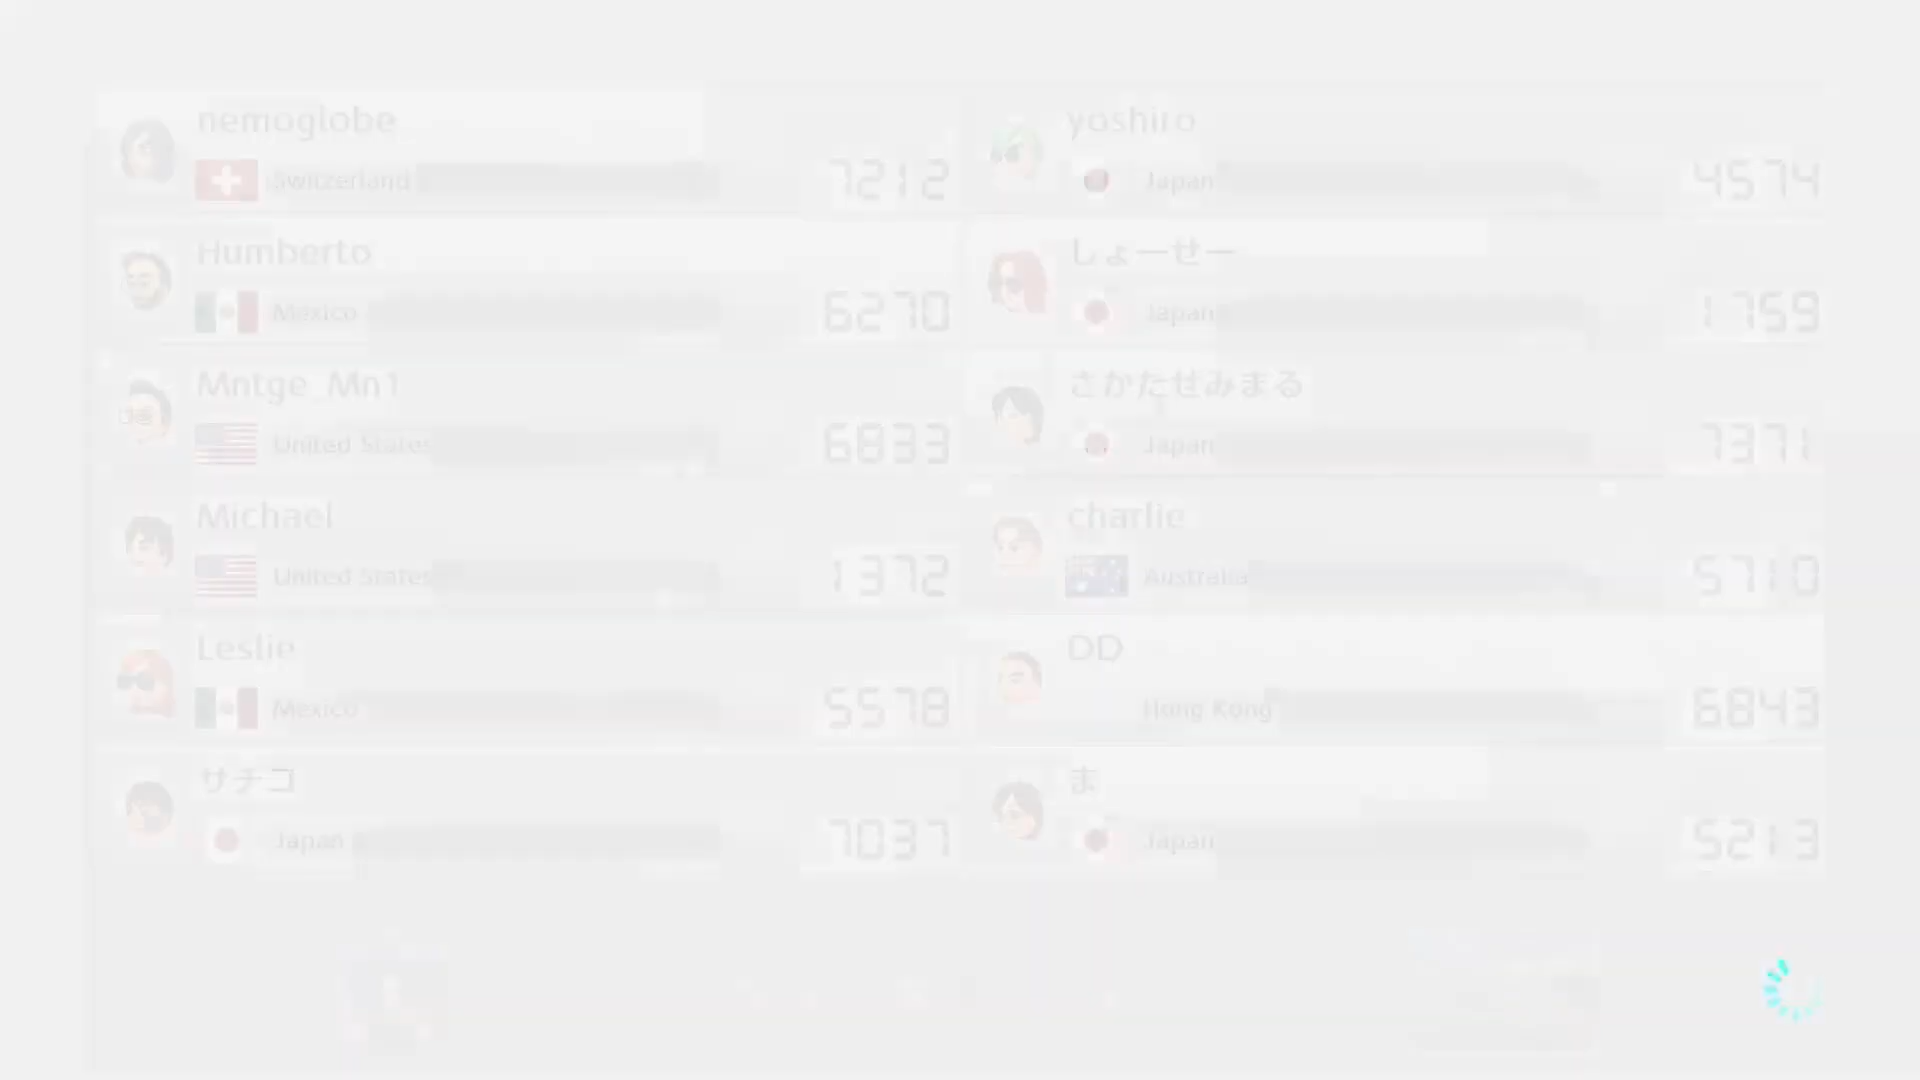 nemoglobe
Switzerland 7212
Humberto
Mexico 6270
Mntge_Mn1
United States 6833
Michael
United States 1372
Leslie
Mexico 5578
サチコ
Japan 7037
yoshiro
Japan 4574
しょーせー
Japan 1759
さかたぜみまる
Japan 7371
charlie
Australia 5710
DD
Hong Kong 6843
ま
Japan 5213